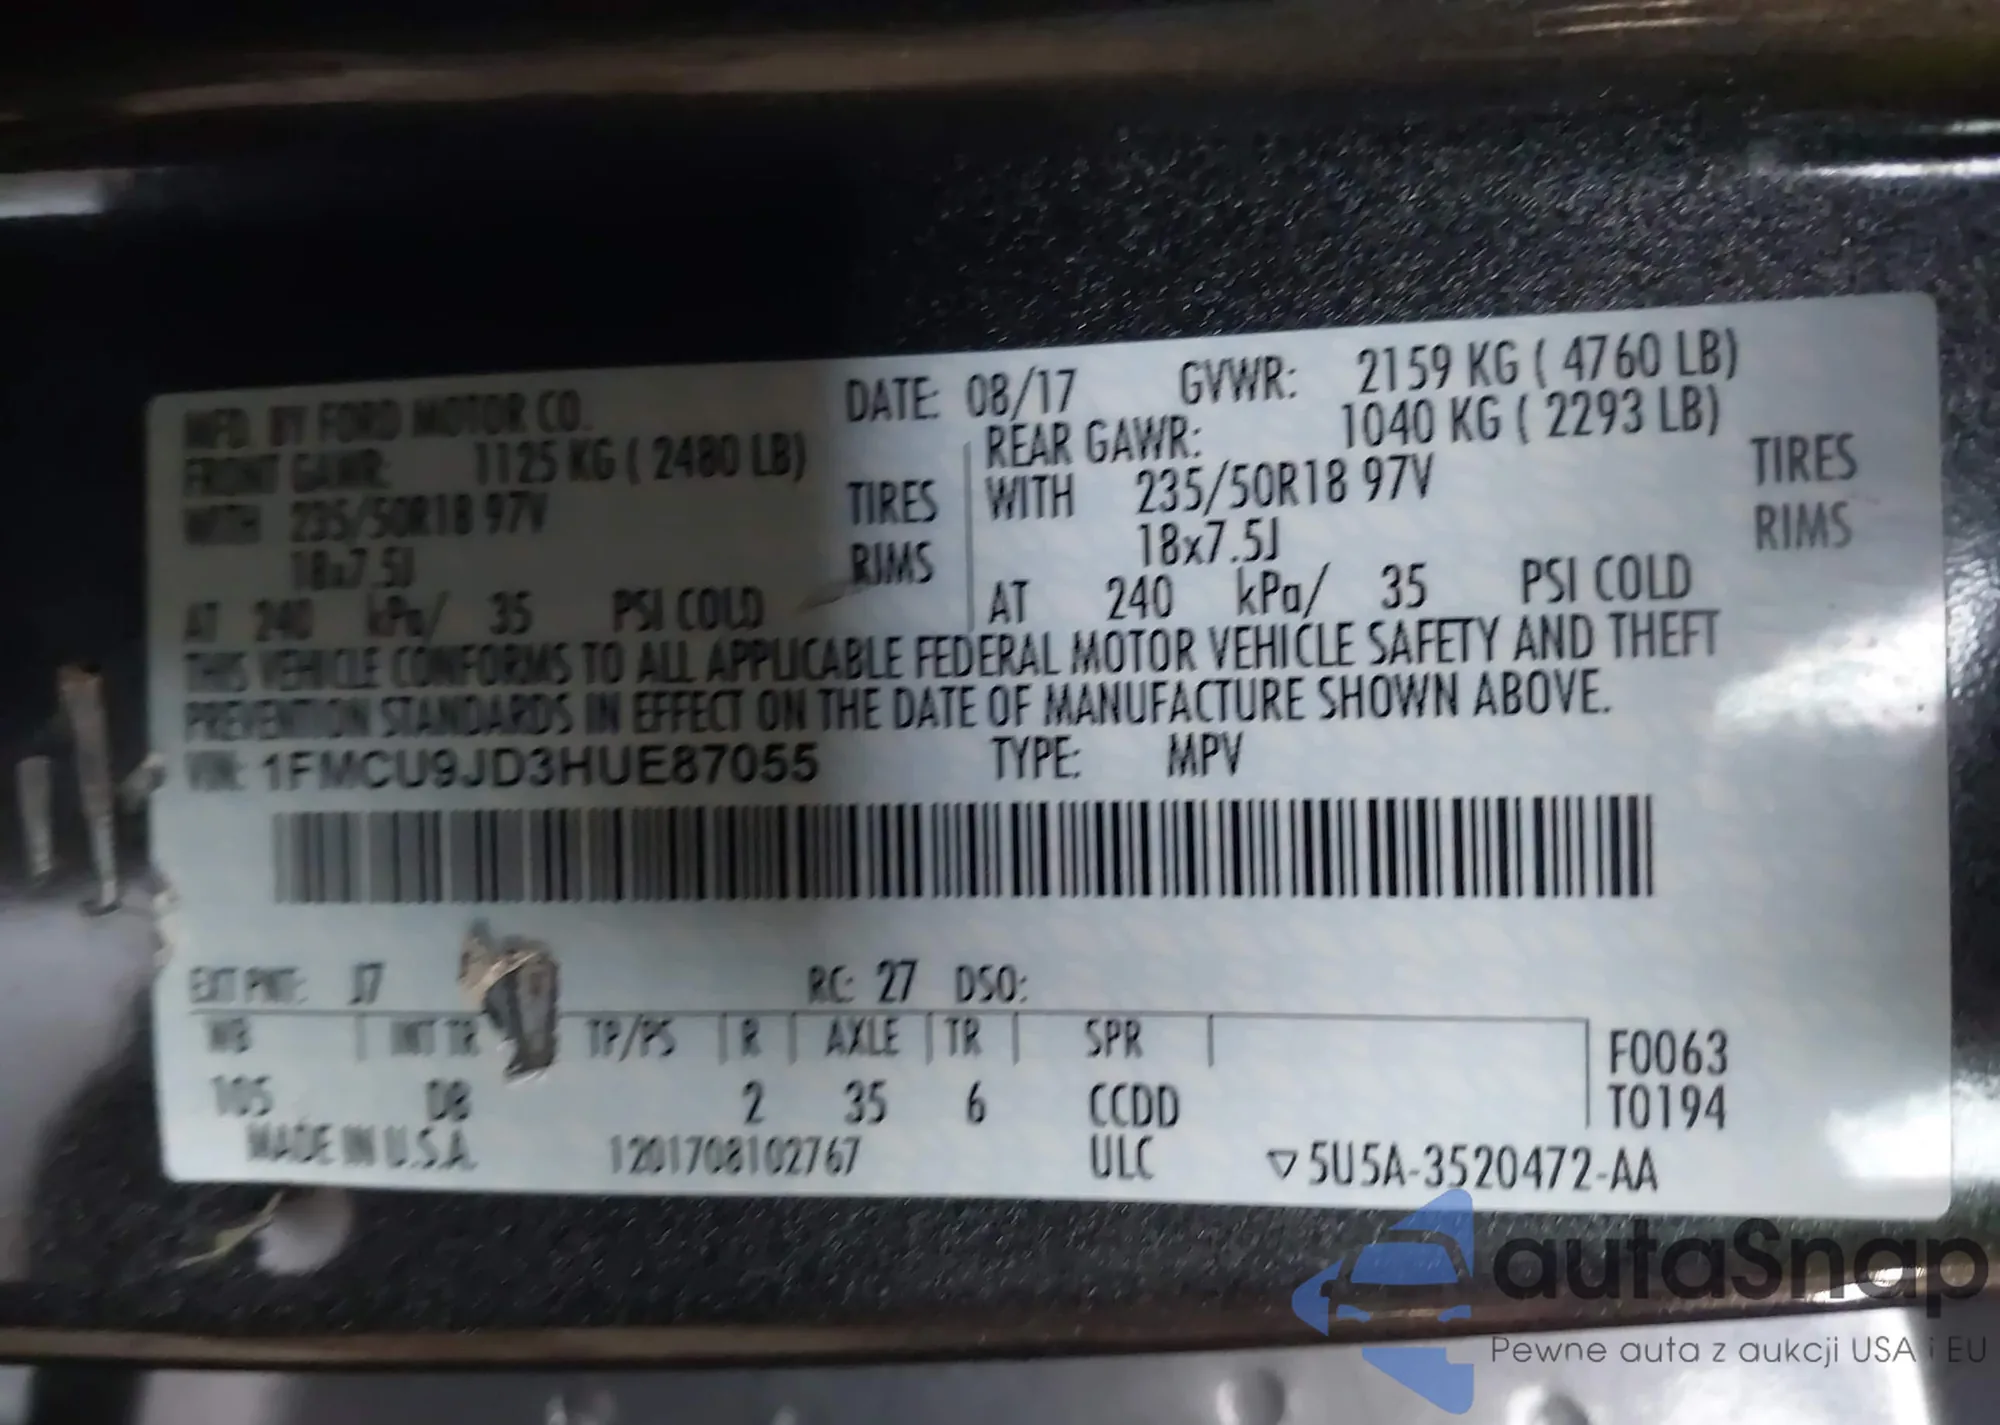 MFD. BY FORD MOTOR CO. DATE: 08/17 GVWR: 2159 KG ( 4760 LB)
FRONT GAWR: 1125 KG ( 2480 LB) REAR GAWR: 1040 KG ( 2293 LB)
WITH 235/50R18 97V TIRES WITH 235/50R18 97V TIRES
18x7.5J RIMS 18x7.5J RIMS
AT 240 kPa/ 35 PSI COLD AT 240 kPa/ 35 PSI COLD
THIS VEHICLE CONFORMS TO ALL APPLICABLE FEDERAL MOTOR VEHICLE SAFETY AND THEFT
PREVENTION STANDARDS IN EFFECT ON THE DATE OF MANUFACTURE SHOWN ABOVE.
VIN: 1FMCU9JD3HUE87055 TYPE: MPV
EXT PNT: J7 RC: 27 DSO:
WB INT TR TP/PS R AXLE TR SPR F0063
105 D8 2 35 6 CCDD T0194
MADE IN U.S.A. 1201708102767 ULC ▽5U5A-3520472-AA
autaSnap
Pewne auta z aukcji USA i EU